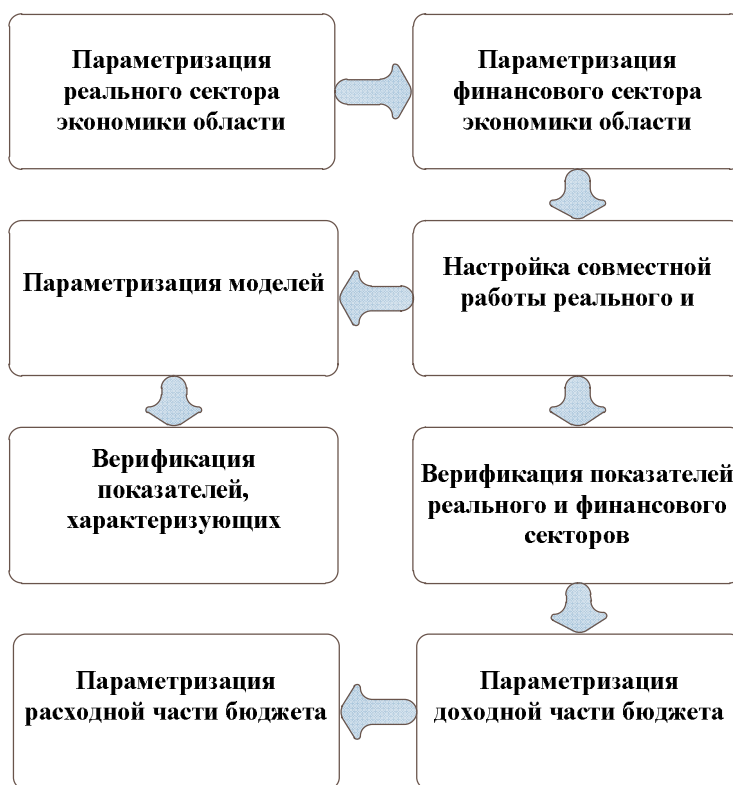 Параметризация
реального сектора
экономики области
Параметризация
финансового сектора
экономики области
Параметризация моделей
Настройка совместной
работы реального и
Верификация
показателей,
характеризующих
Верификация показателей
реального и финансового
секторов
Параметризация
расходной части бюджета
Параметризация
доходной части бюджета